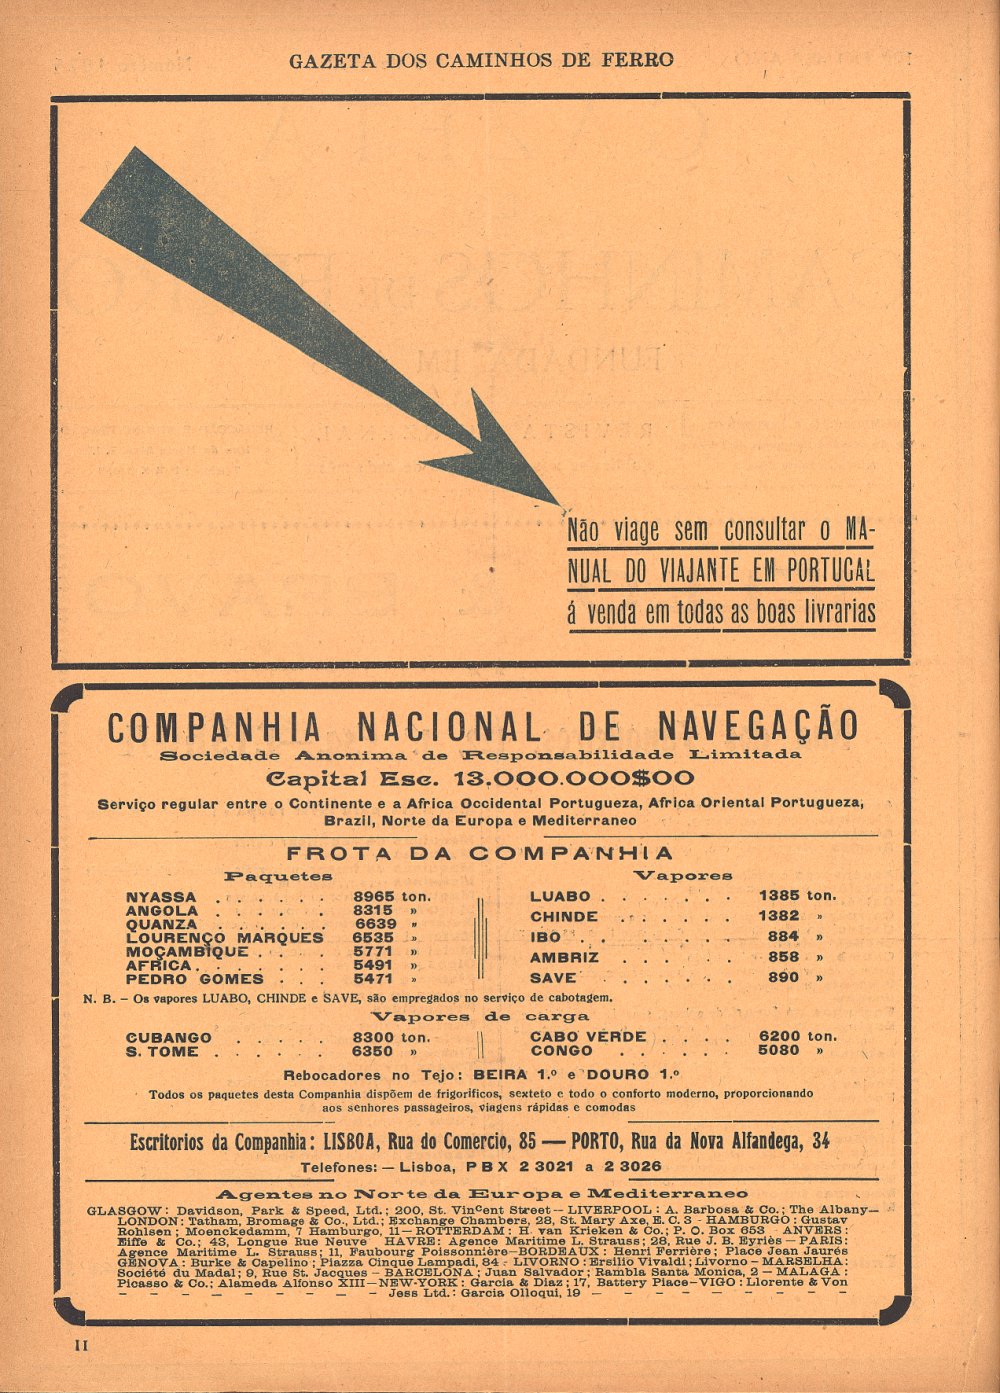 GAZETA DOS CAMINHOS DE FERRO
Não viage sem consultar o MA-
NUAL DO VIAJANTE EM PORTUGAL
á venda em todas as boas livrarias
COMPANHIA NACIONAL DE NAVEGAÇÃO
Sociedade Anonima de Responsabilidade Limitada
Capital Esc. 13.000.000$00
Serviço regular entre o Continente e a Africa Occidental Portugueza, Africa Oriental Portugueza,
Brazil, Norte da Europa e Mediterraneo
FROTA DA COMPANHIA
Paquetes
NYASSA . . . . . . 8965 ton.
ANGOLA . . . . . . 8315 »
QUANZA . . . . . . 6639 »
LOURENÇO MARQUES 6535 »
MOÇAMBIQUE . . . . 5771 »
AFRICA . . . . . . 5491 »
PEDRO GOMES . . . 5471 »
Vapores
LUABO . . . . . . . 1385 ton.
CHINDE . . . . . . 1382 »
IBO . . . . . . . 884 »
AMBRIZ . . . . . . 858 »
SAVE . . . . . . 890 »
N. B. – Os vapores LUABO, CHINDE e SAVE, são empregados no serviço de cabotagem.
Vapores de carga
CUBANGO . . . . . 8300 ton.
S. TOME . . . . . . 6350 »
CABO VERDE . . . . 6200 ton.
CONGO . . . . . . 5080 »
Rebocadores no Tejo: BEIRA 1.º e DOURO 1.º
Todos os paquetes desta Companhia dispõem de frigorificos, sexteto e todo o conforto moderno, proporcionando
aos senhores passageiros, viagens rápidas e comodas
Escritorios da Companhia: LISBOA, Rua do Comercio, 85 — PORTO, Rua da Nova Alfandega, 34
Telefones: — Lisboa, PBX 2 3021 a 2 3026
Agentes no Norte da Europa e Mediterraneo
GLASGOW: Davidson, Park & Speed, Ltd.; 200, St. Vincent Street – LIVERPOOL: A. Barbosa & Co.; The Albany—
LONDON: Tatham, Bromage & Co., Ltd.; Exchange Chambers, 28, St. Mary Axe, E. C. 3 - HAMBURGO: Gustav
Rohlsen; Moenckedamm, 7 Hamburgo, 11 — ROTTERDAM: H. van Krieken & Co.; P. O. Box 653 - ANVERS:
Eiffe & Co.; 43, Longue Rue Neuve HAVRE: Agence Maritime L. Strauss; 28, Rue J. B. Eyriès — PARIS:
Agence Maritime L. Strauss; 11, Faubourg Poissonnière—BORDEAUX: Henri Ferrière; Place Jean Jaurés
GENOVA: Burke & Capelino; Piazza Cinque Lampadi, 84 - LIVORNO: Ersilio Vivaldi; Livorno — MARSELHA:
Société du Madal; 9, Rue St. Jacques – BARCELONA; Juan Salvador; Rambla Santa Monica, 2 — MALAGA:
Picasso & Co.; Alameda Alfonso XIII—NEW-YORK: Garcia & Diaz; 17, Battery Place—VIGO: Llorente & Von
Jess Ltd.: Garcia Olloqui, 19
II